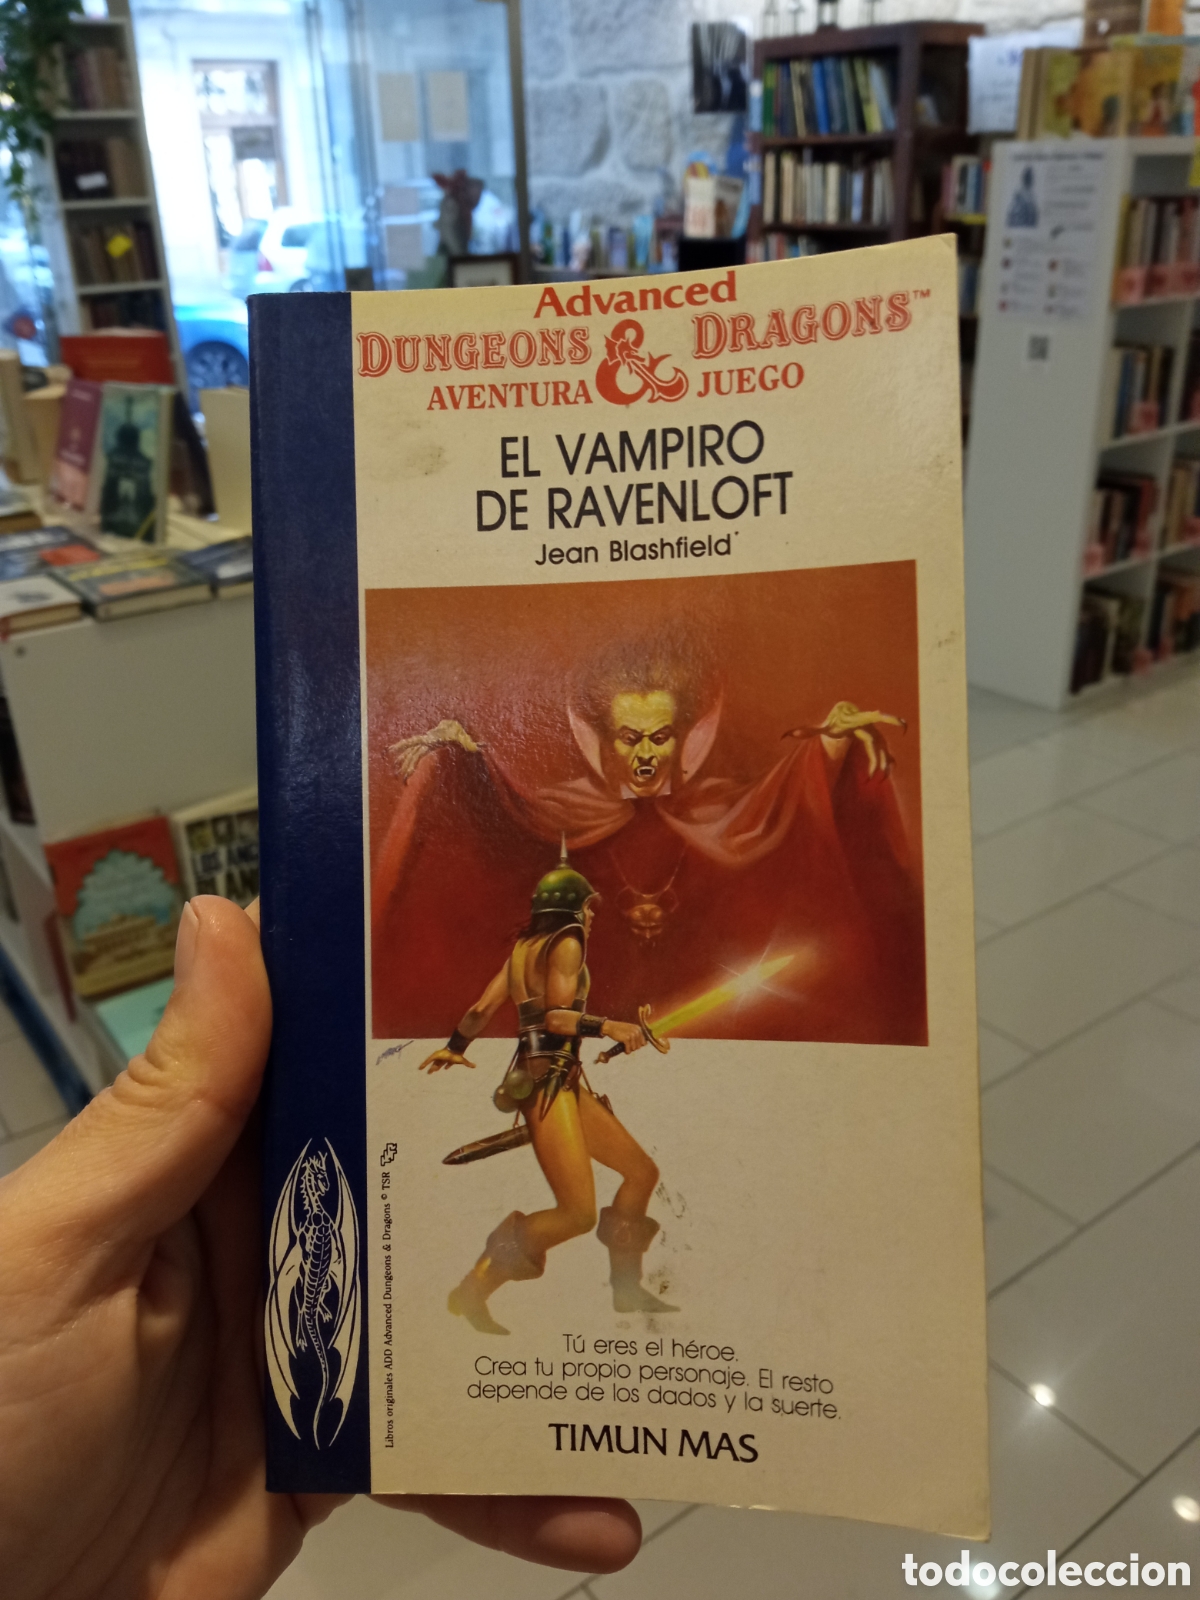 Advanced
DUNGEONS & DRAGONS™
AVENTURA JUEGO
EL VAMPIRO
DE RAVENLOFT
Jean Blashfield
Libros originales ADD Advanced Dungeons & Dragons © TSR
Tú eres el héroe.
Crea tu propio personaje. El resto
depende de los dados y la suerte.
TIMUN MAS
todocoleccion